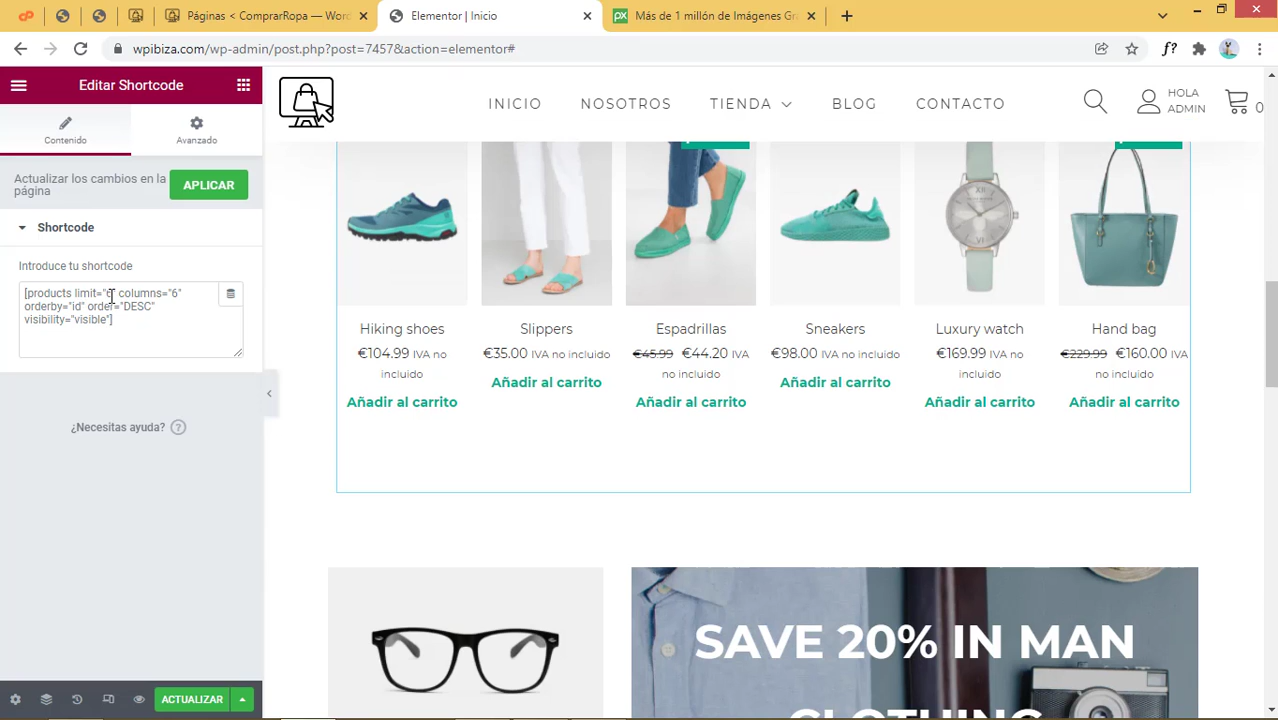 Páginas < ComprarRopa — Wor
Elementor | Inicio
Más de 1 millón de Imágenes Gra
wpibiza.com/wp-admin/post.php?post=7457&action=elementor#
f?
Editar Shortcode
INICIO
NOSOTROS
TIENDA
BLOG
CONTACTO
HOLA
ADMIN
0
Contenido
Avanzado
Actualizar los cambios en la
página
APLICAR
Shortcode
Introduce tu shortcode
[products limit=" columns="6"
orderby="id" order="DESC"
visibility="visible"]
¿Necesitas ayuda?
Hiking shoes
€104.99 IVA no
incluido
Añadir al carrito
Slippers
€35.00 IVA no incluido
Añadir al carrito
Espadrillas
€45.99 €44.20 IVA
no incluido
Añadir al carrito
Sneakers
€98.00 IVA no incluido
Añadir al carrito
Luxury watch
€169.99 IVA no
incluido
Añadir al carrito
Hand bag
€229.99 €160.00 IVA
no incluido
Añadir al carrito
SAVE 20% IN MAN
CLOTHING
ACTUALIZAR